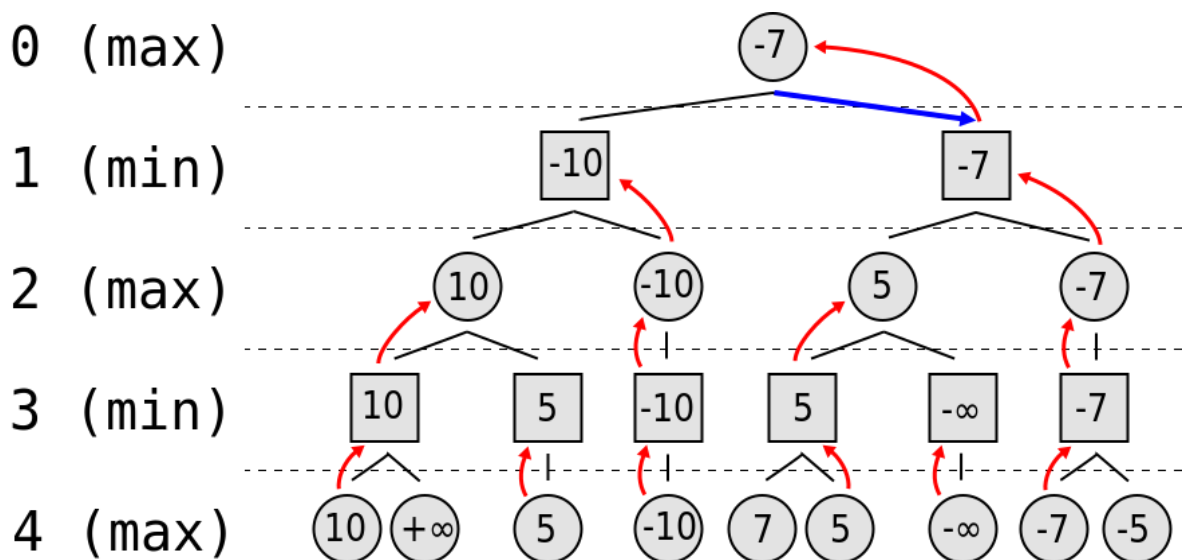 0 (max) -7
1 (min) -10 -7
2 (max) 10 -10 5 -7
3 (min) 10 5 -10 5 -∞ -7
4 (max) 10 +∞ 5 -10 7 5 -∞ -7 -5